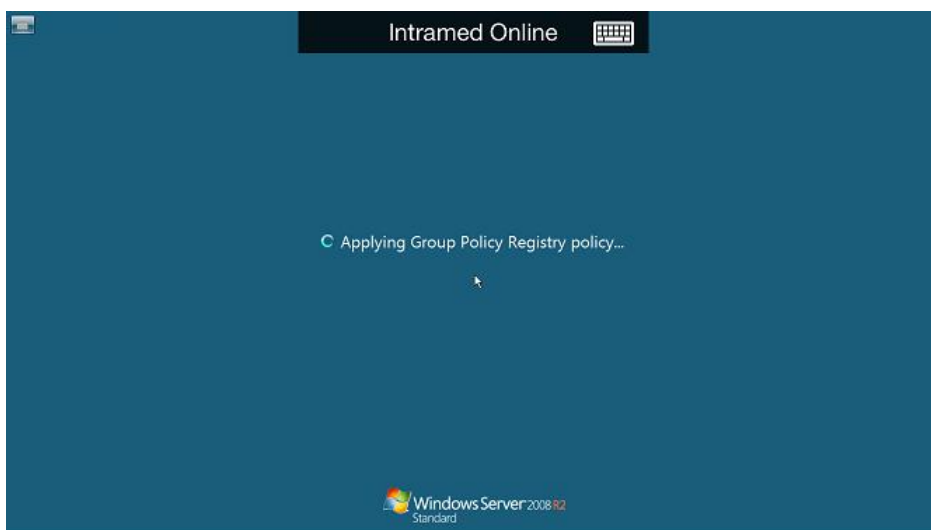 Intramed Online
Applying Group Policy Registry policy...
Windows Server 2008 R2
Standard